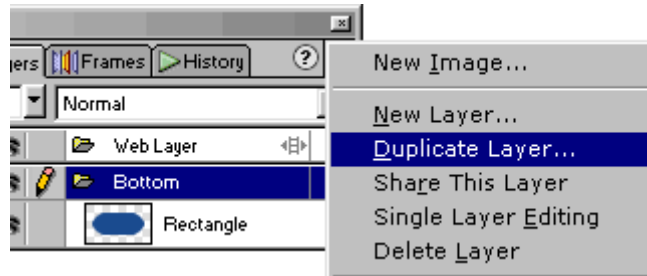 Frames History ?
Normal
Web Layer
Bottom
Rectangle
New Image...
New Layer...
Duplicate Layer...
Share This Layer
Single Layer Editing
Delete Layer